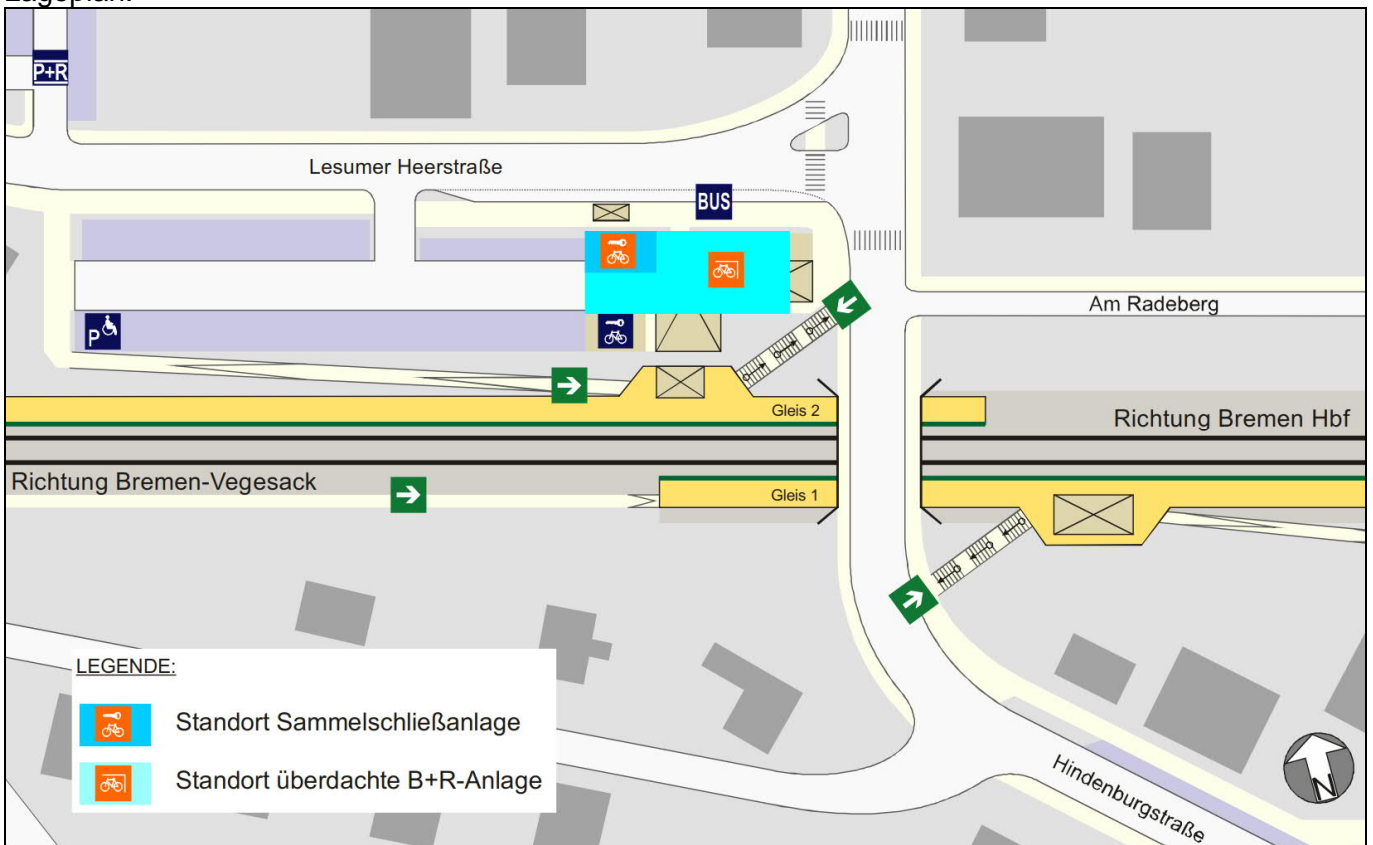 Lageplan:
P+R
Lesumer Heerstraße
BUS
Am Radeberg
P
Gleis 2
Richtung Bremen Hbf
Richtung Bremen-Vegesack
Gleis 1
LEGENDE:
Standort Sammelschließanlage
Standort überdachte B+R-Anlage
Hindenburgstraße
N